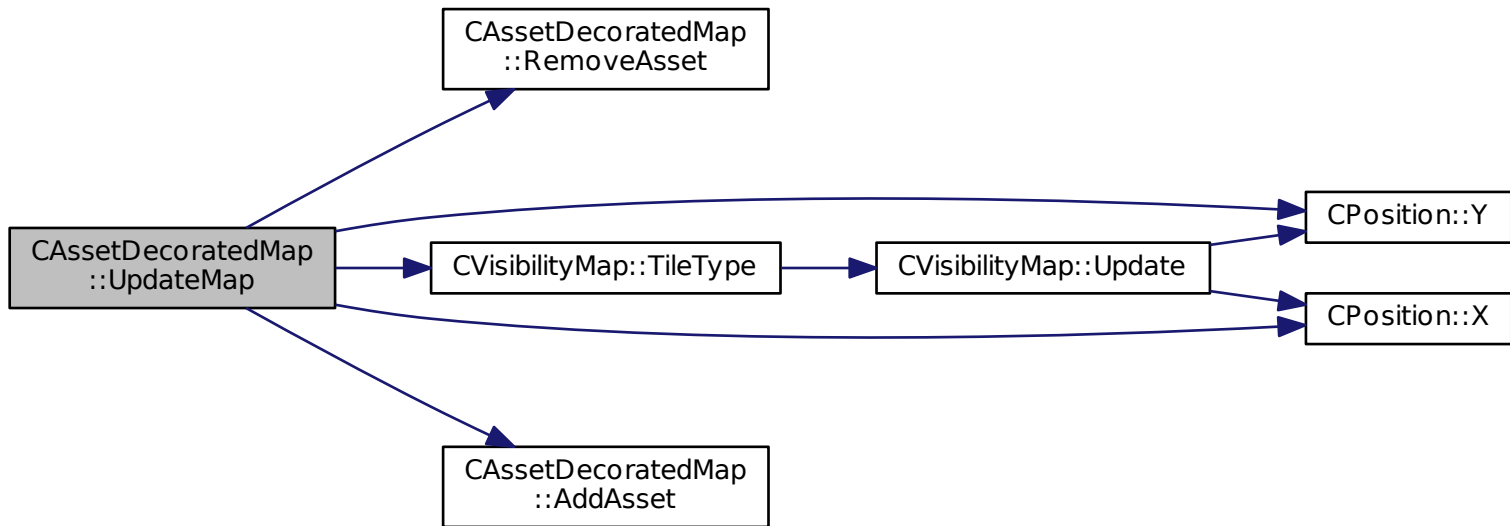 CAssetDecoratedMap
::RemoveAsset
CPosition::Y
CAssetDecoratedMap
::UpdateMap
CVisibilityMap::TileType
CVisibilityMap::Update
CPosition::X
CAssetDecoratedMap
::AddAsset